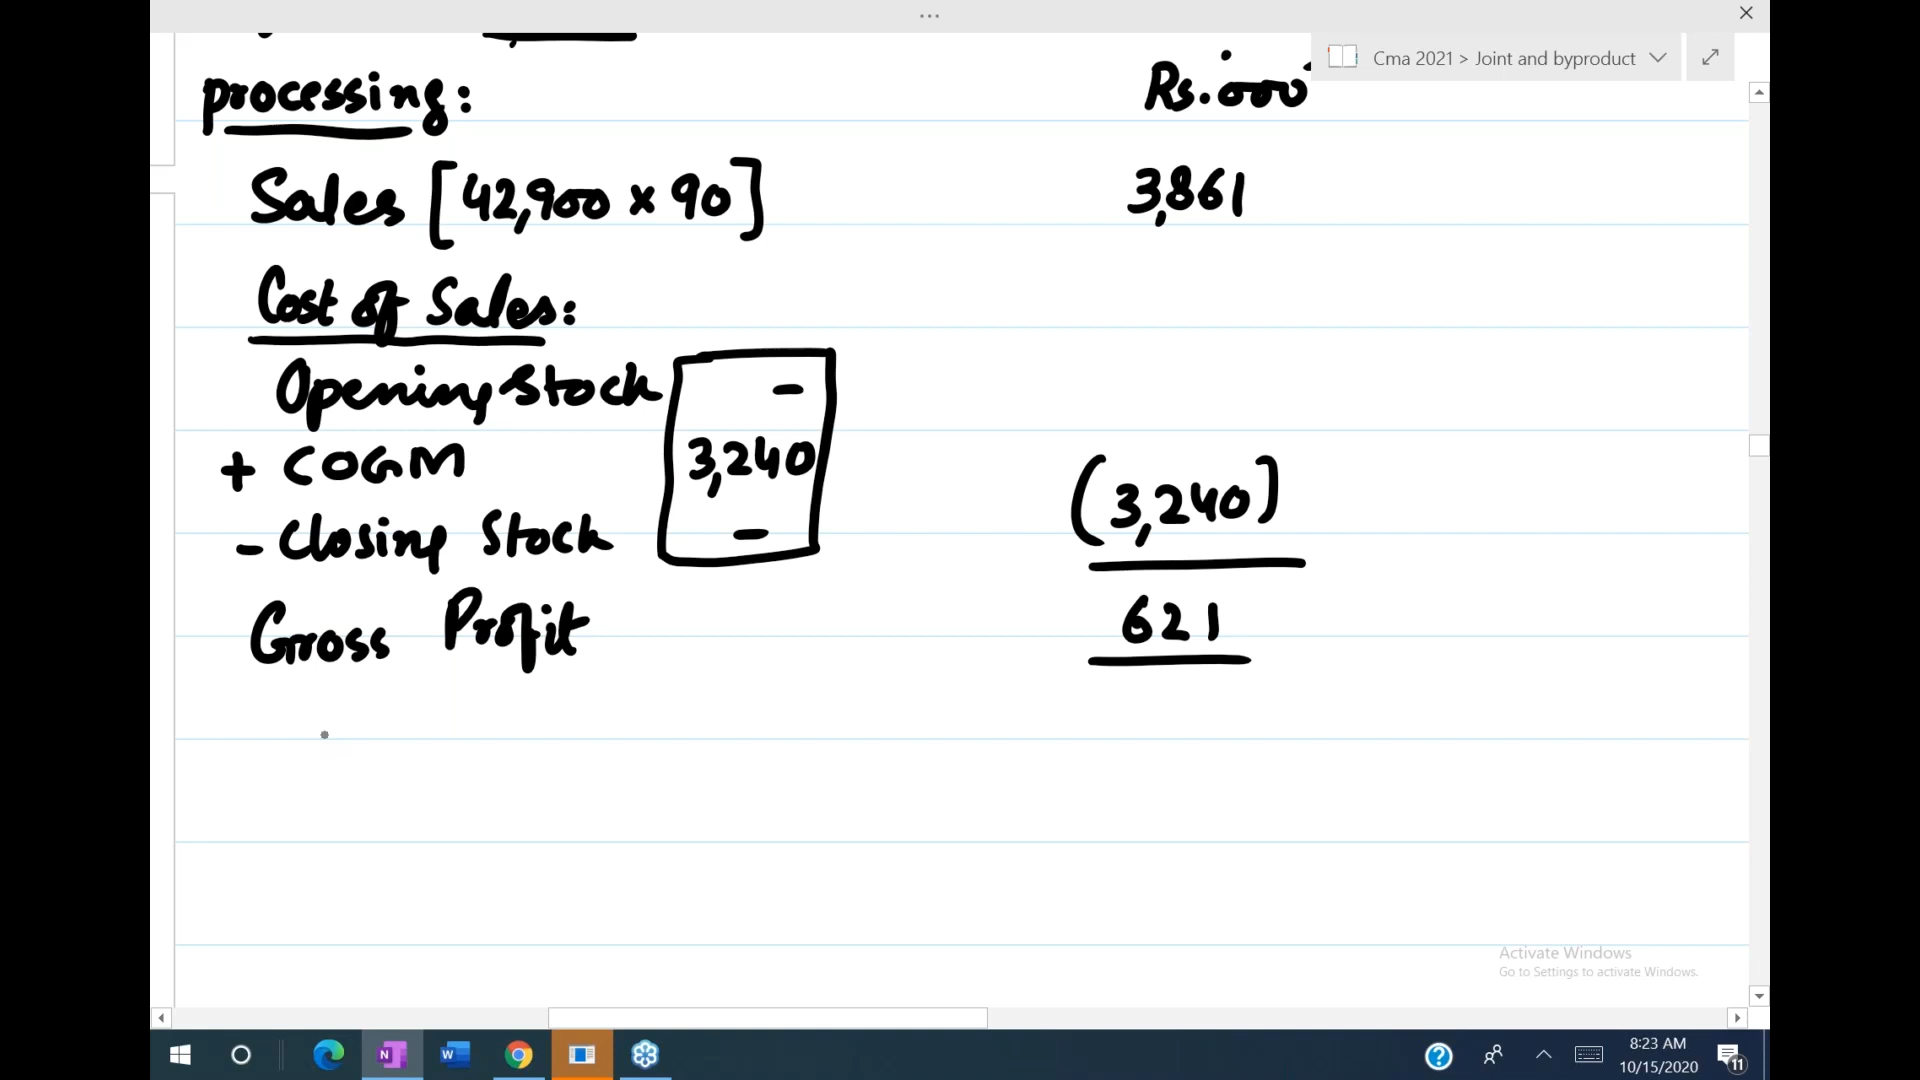 ...
Cma 2021 > Joint and byproduct
processing:
Rs.'000'
Sales [42,900 x 90] 3,861
Cost of Sales:
Opening Stock -
+ COGM 3,240 (3,240)
- Closing Stock -
Gross Profit 621
Activate Windows
Go to Settings to activate Windows.
N
W
?
8:23 AM
10/15/2020
11